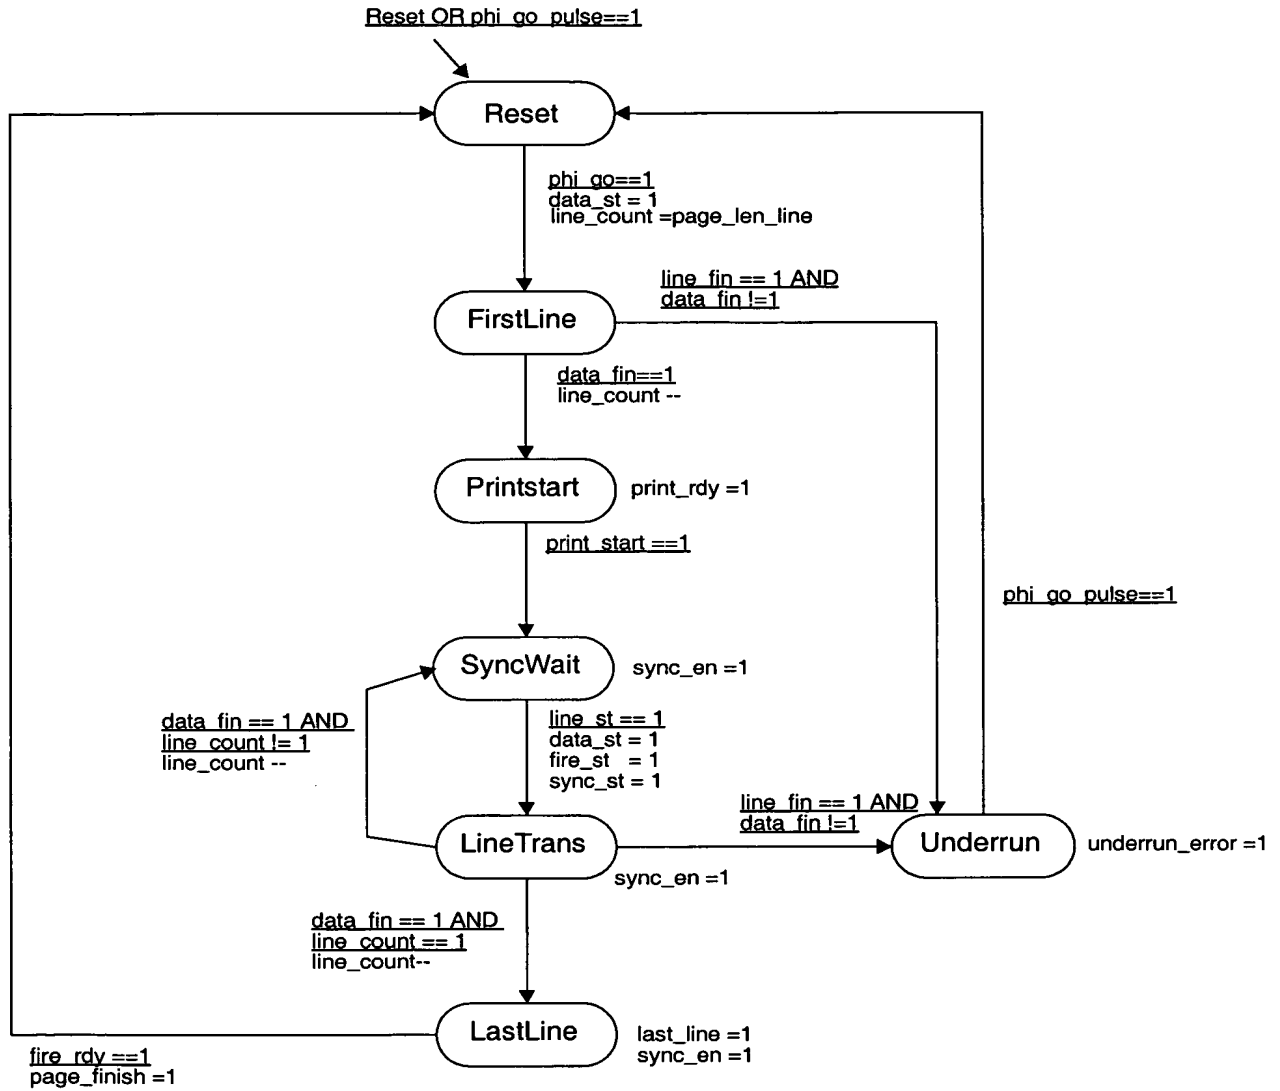 Reset OR phi_go_pulse==1
Reset
phi_go==1
data_st = 1
line_count =page_len_line
line_fin == 1 AND
data_fin !=1
FirstLine
data_fin==1
line_count --
Printstart
print_rdy =1
print_start ==1
phi_go_pulse==1
SyncWait
sync_en =1
data_fin == 1 AND
line_count != 1
line_count --
line_st == 1
data_st = 1
fire_st = 1
sync_st = 1
line_fin == 1 AND
data_fin !=1
LineTrans
sync_en =1
Underrun
underrun_error =1
data_fin == 1 AND
line_count == 1
line_count--
LastLine
last_line =1
sync_en =1
fire_rdy ==1
page_finish =1